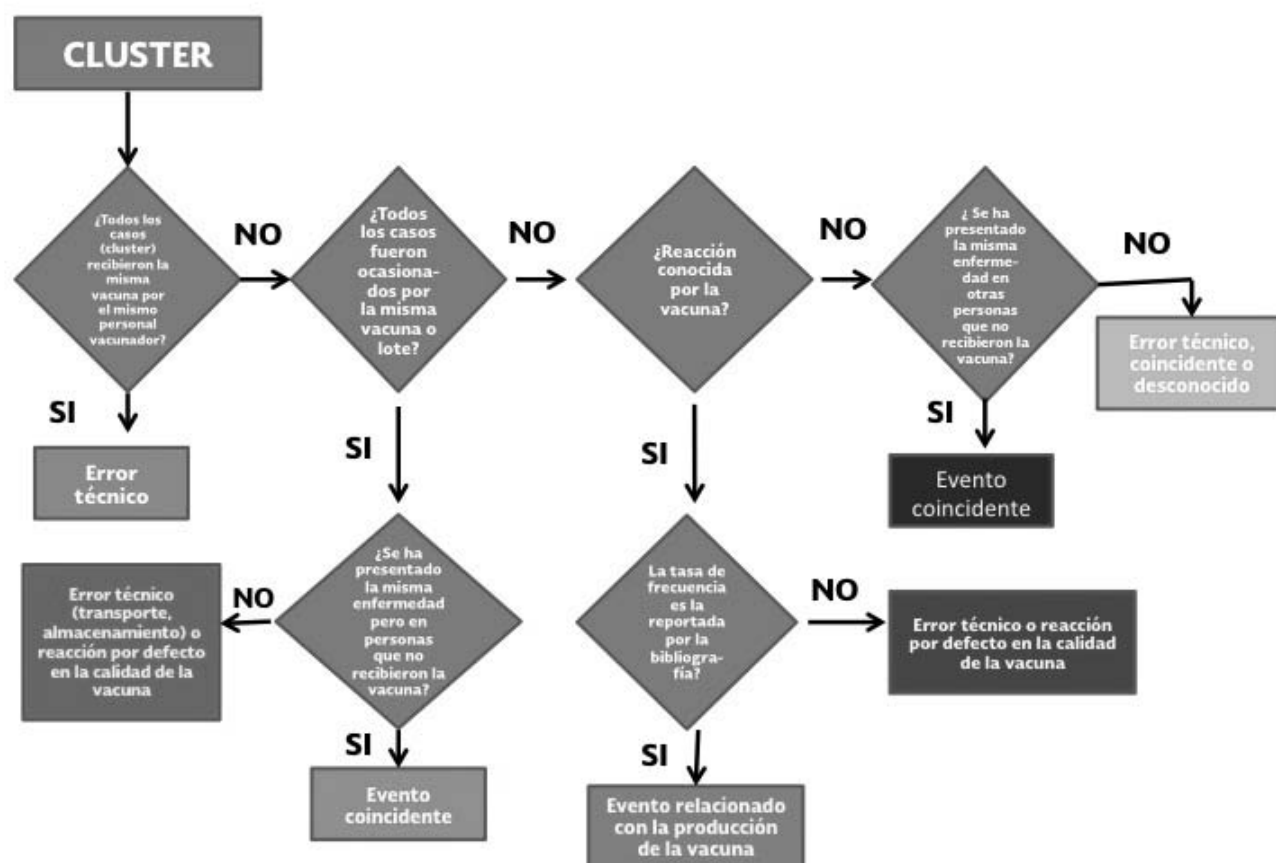 CLUSTER
¿Todos los
casos
(cluster)
recibieron la
misma
vacuna por
el mismo
personal
vacunador?
NO
¿Todos
los casos
fueron
ocasiona-
dos por
la misma
vacuna o
lote?
NO
¿Reacción
conocida
por la
vacuna?
NO
¿ Se ha
presentado
la misma
enferme-
dad en
otras
personas
que no
recibieron la
vacuna?
NO
Error técnico,
coincidente o
desconocido
SI
Error
técnico
SI
SI
SI
Evento
coincidente
¿Se ha
presentado
la misma
enfermedad
pero en
personas
que no
recibieron la
vacuna?
NO
Error técnico
(transporte,
almacenamiento) o
reacción por defecto
en la calidad de la
vacuna
La tasa de
frecuencia
es la
reportada
por la
bibliogra-
fía?
NO
Error técnico o reacción
por defecto en la calidad
de la vacuna
SI
Evento
coincidente
SI
Evento relacionado
con la producción
de la vacuna